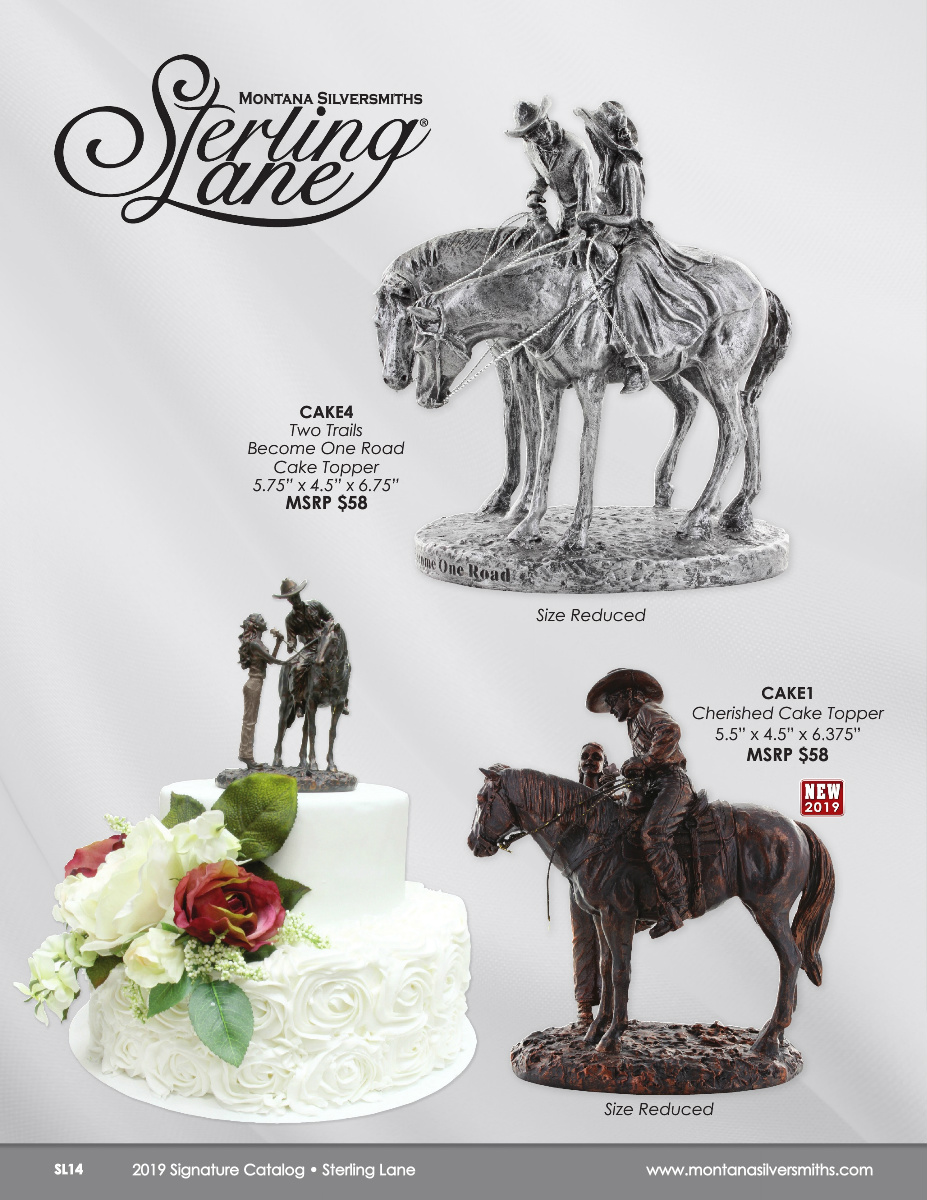 MONTANA SILVERSMITHS
Sterling®
Lane
CAKE4
Two Trails
Become One Road
Cake Topper
5.75” x 4.5” x 6.75”
MSRP $58
One Road
Size Reduced
CAKE1
Cherished Cake Topper
5.5” x 4.5” x 6.375”
MSRP $58
NEW
2019
Size Reduced
SL14 2019 Signature Catalog • Sterling Lane www.montanasilversmiths.com